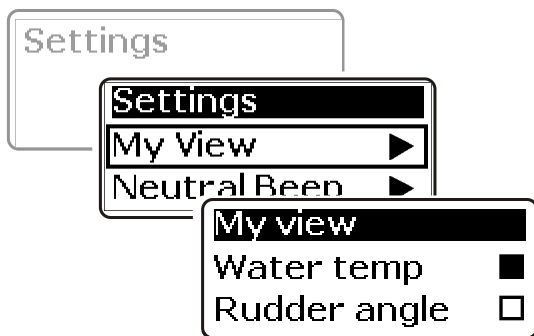 Settings
Settings
My View
Neutral Beep
My view
Water temp
Rudder angle